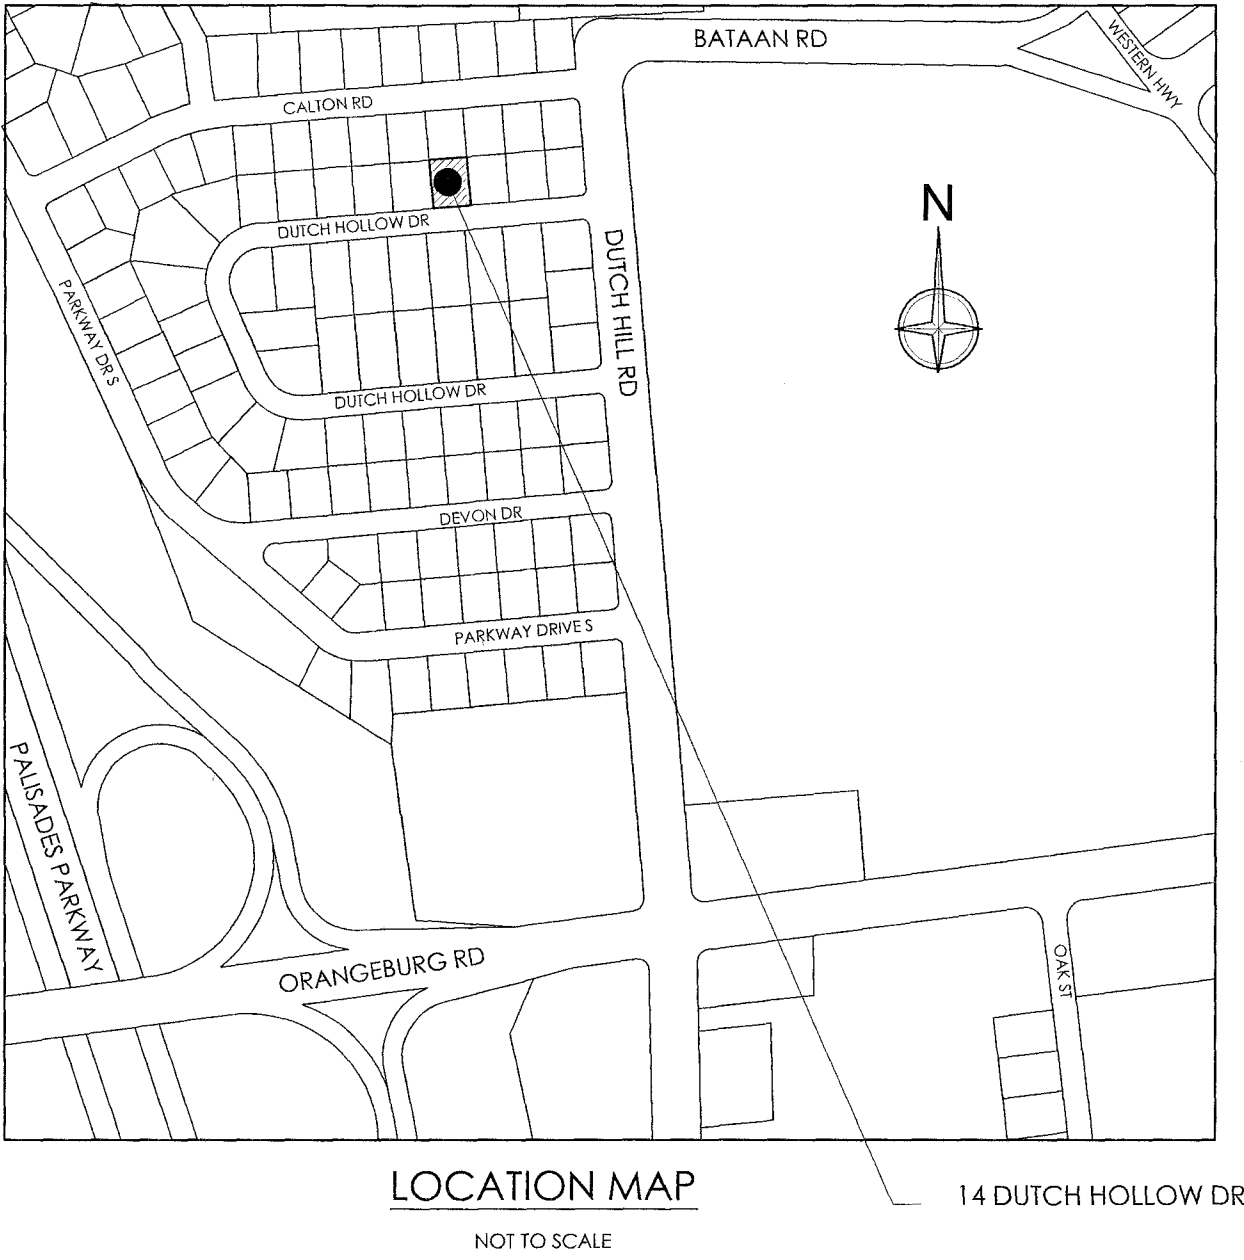 BATAAN RD
WESTERN HWY
CALTON RD
N
DUTCH HOLLOW DR
DUTCH HILL RD
PARKWAY DR S
DUTCH HOLLOW DR
DEVON DR
PARKWAY DRIVE S
PALISADES PARKWAY
ORANGEBURG RD
OAK ST
LOCATION MAP
14 DUTCH HOLLOW DR
NOT TO SCALE